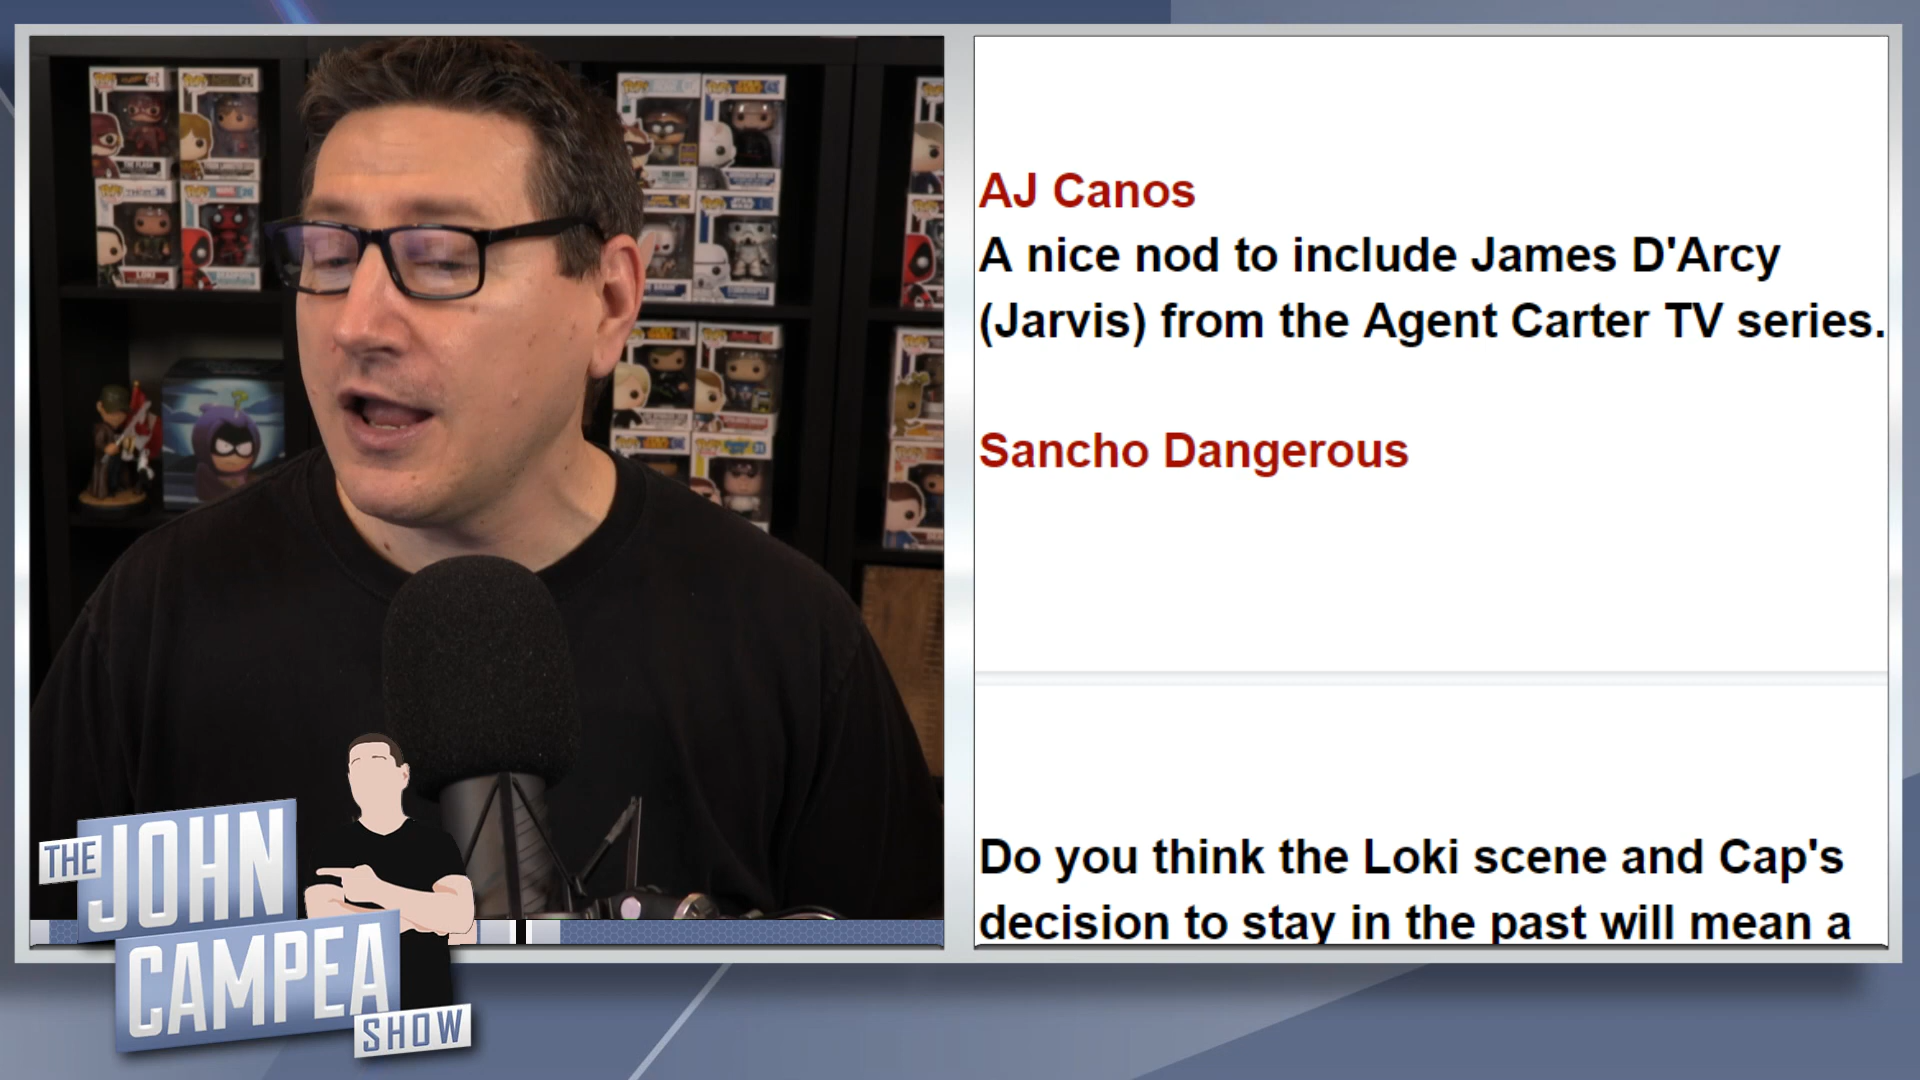 AJ Canos
A nice nod to include James D'Arcy
(Jarvis) from the Agent Carter TV series.
Sancho Dangerous
Do you think the Loki scene and Cap's
decision to stay in the past will mean a
THE
JOHN
CAMPEA
SHOW